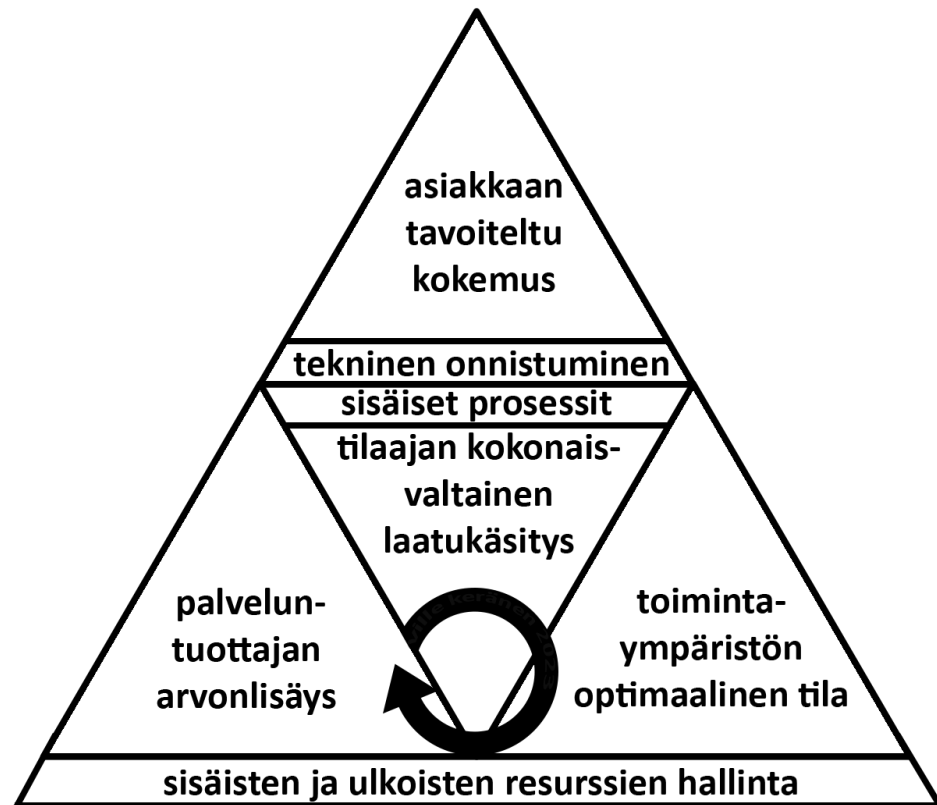 asiakkaan
tavoiteltu
kokemus
tekninen onnistuminen
sisäiset prosessit
tilaajan kokonais-
valtainen
laatukäsitys
palvelun-
tuottajan
arvonlisäys
toiminta-
ympäristön
optimaalinen tila
sisäisten ja ulkoisten resurssien hallinta